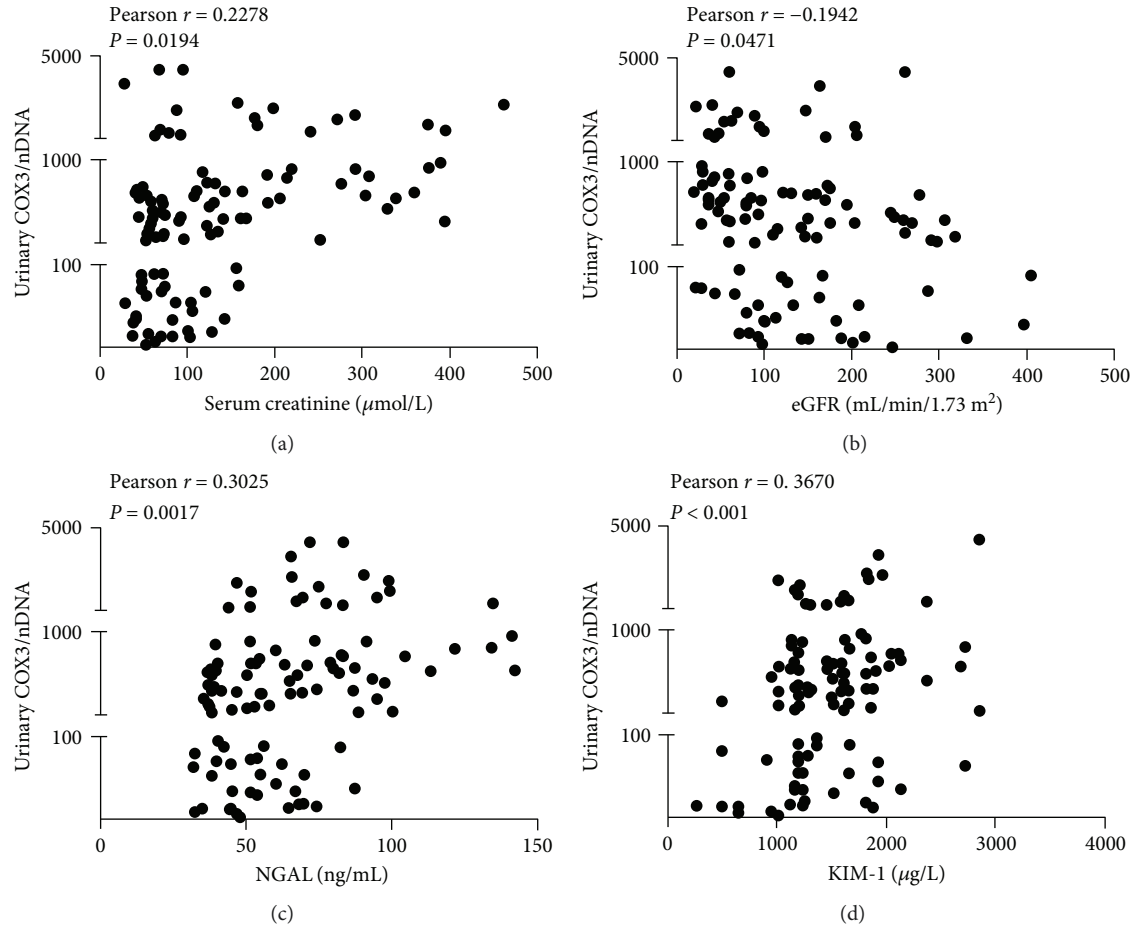 Pearson r = 0.2278
P = 0.0194
5000
1000
100
Urinary COX3/nDNA
0 100 200 300 400 500
Serum creatinine (μmol/L)
(a)
Pearson r = −0.1942
P = 0.0471
5000
1000
100
Urinary COX3/nDNA
0 100 200 300 400 500
eGFR (mL/min/1.73 m²)
(b)
Pearson r = 0.3025
P = 0.0017
5000
1000
100
Urinary COX3/nDNA
0 50 100 150
NGAL (ng/mL)
(c)
Pearson r = 0. 3670
P < 0.001
5000
1000
100
Urinary COX3/nDNA
0 1000 2000 3000 4000
KIM-1 (μg/L)
(d)